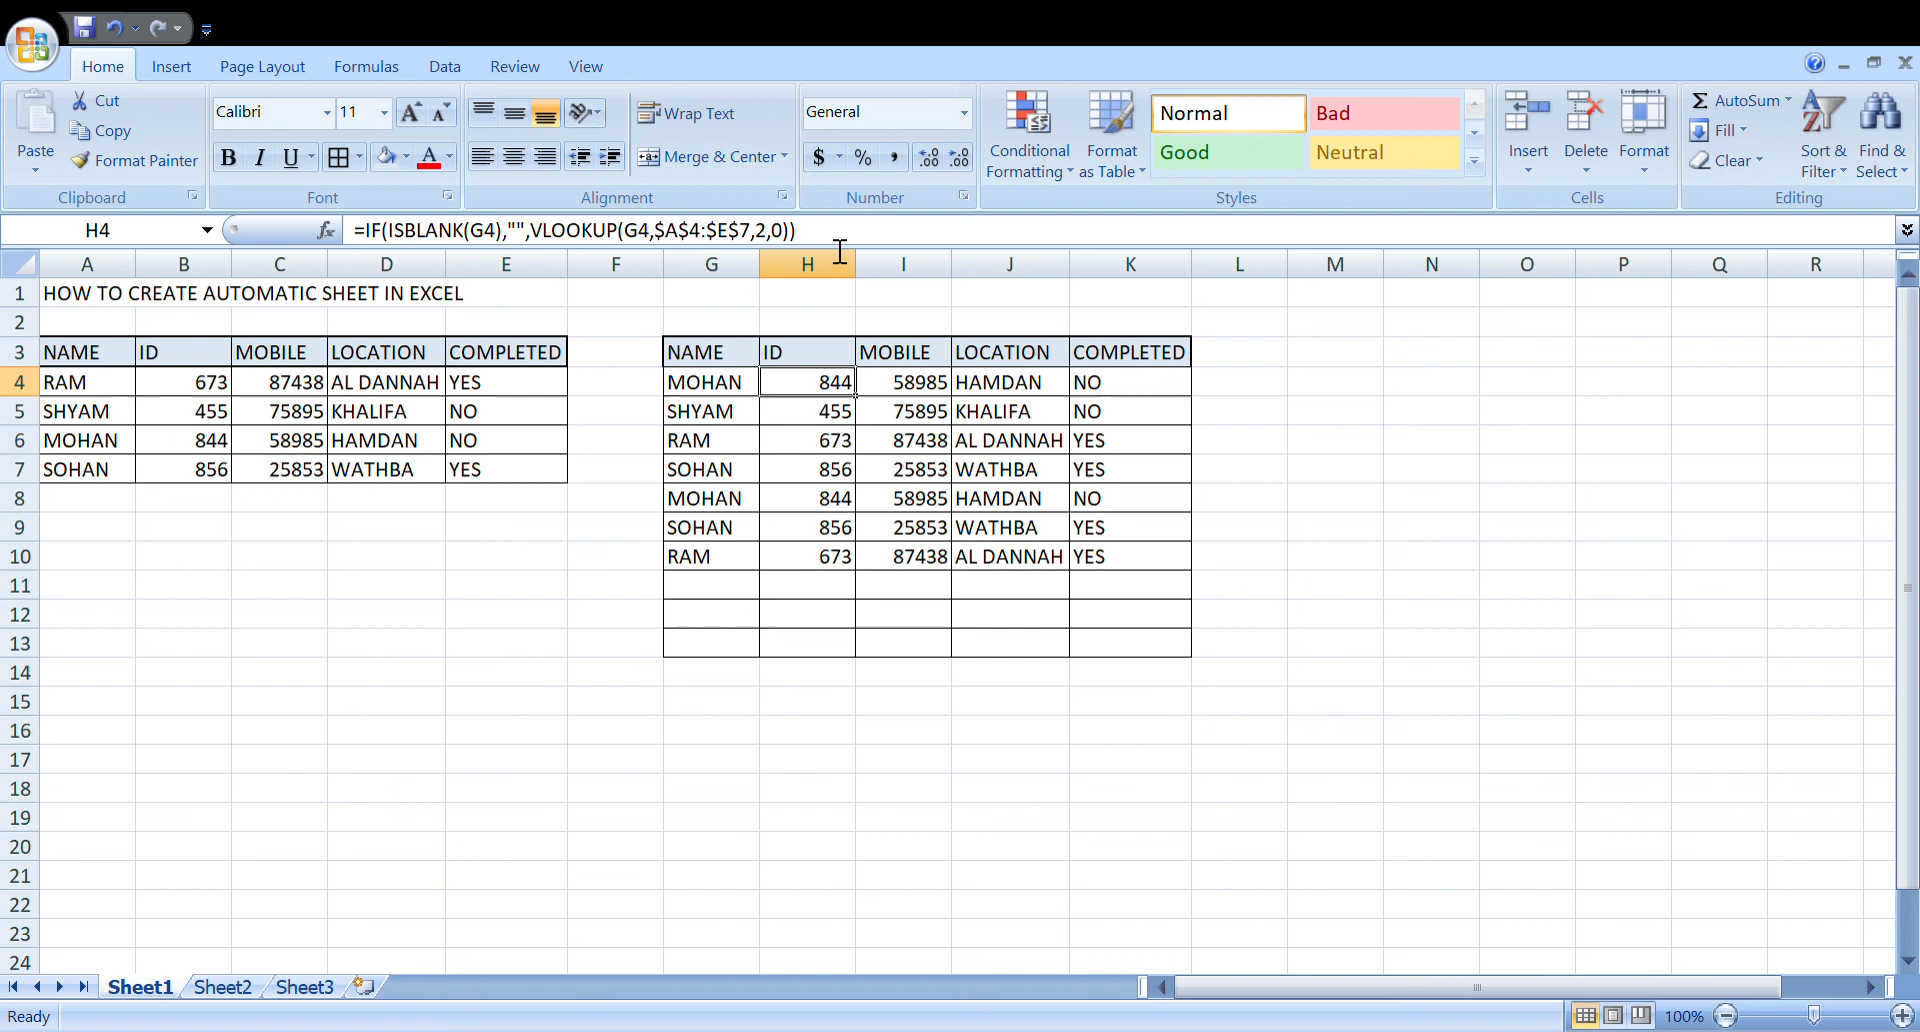 Home Insert Page Layout Formulas Data Review View
Paste
Cut
Copy
Format Painter
Clipboard
Calibri 11
B I U A
Font
Wrap Text
Merge & Center
Alignment
General
$ % ,
Number
Conditional Formatting
Format as Table
Normal Bad
Good Neutral
Styles
Insert Delete Format
Cells
Σ AutoSum
Fill
Clear
Sort & Filter
Find & Select
Editing
H4 fx =IF(ISBLANK(G4),"",VLOOKUP(G4,$A$4:$E$7,2,0))
A B C D E F G H I J K L M N O P Q R
1 HOW TO CREATE AUTOMATIC SHEET IN EXCEL
2
3 NAME ID MOBILE LOCATION COMPLETED NAME ID MOBILE LOCATION COMPLETED
4 RAM 673 87438 AL DANNAH YES MOHAN 844 58985 HAMDAN NO
5 SHYAM 455 75895 KHALIFA NO SHYAM 455 75895 KHALIFA NO
6 MOHAN 844 58985 HAMDAN NO RAM 673 87438 AL DANNAH YES
7 SOHAN 856 25853 WATHBA YES SOHAN 856 25853 WATHBA YES
8 MOHAN 844 58985 HAMDAN NO
9 SOHAN 856 25853 WATHBA YES
10 RAM 673 87438 AL DANNAH YES
11
12
13
14
15
16
17
18
19
20
21
22
23
24
Sheet1 Sheet2 Sheet3
Ready 100%